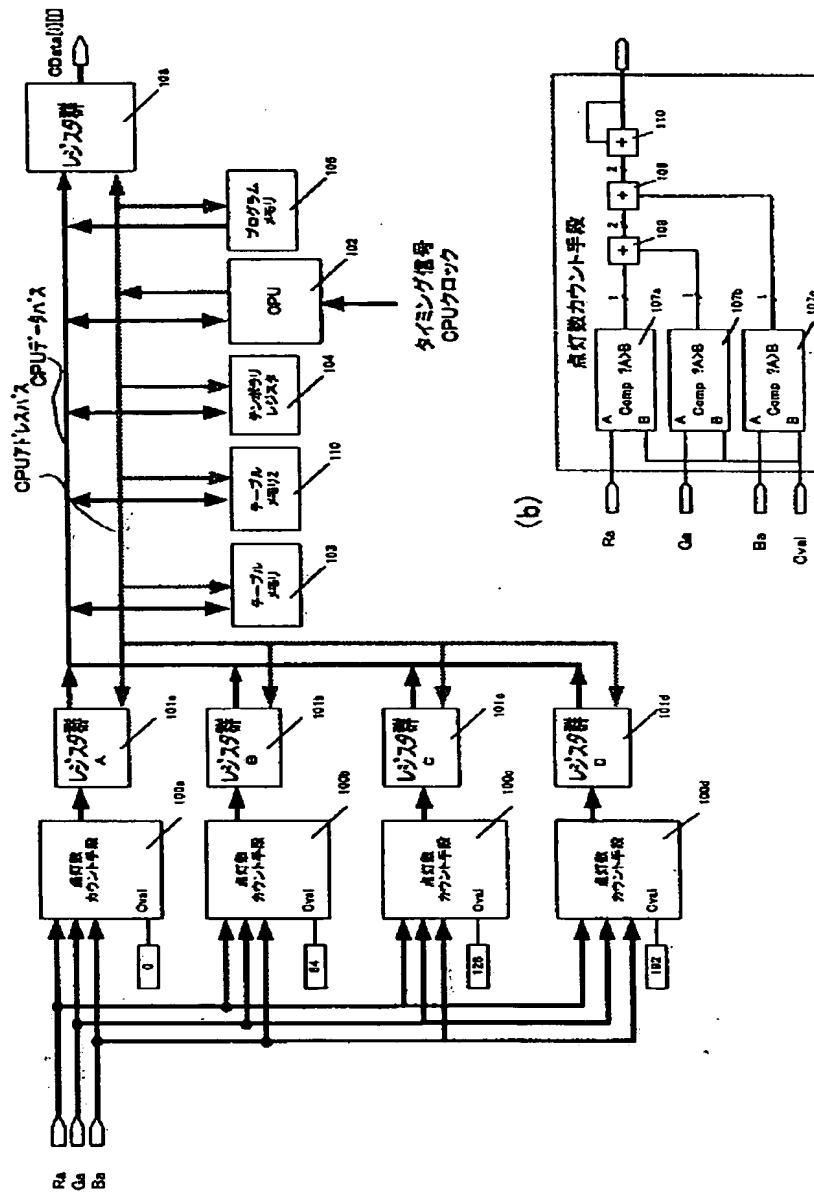 Ra
Ga
Ba
0
64
128
192
点灯数
カウント手段
Cval
100a
点灯数
カウント手段
Cval
100b
点灯数
カウント手段
Cval
100c
点灯数
カウント手段
Cval
100d
レジスタ群
A
101a
レジスタ群
B
101b
レジスタ群
C
101c
レジスタ群
D
101d
CPUアドレスバス
CPUデータバス
テーブル
メモリ
103
テーブル
メモリ2
110
テンポラリ
レジスタ
104
CPU
102
タイミング信号
CPUクロック
プログラム
メモリ
105
レジスタ群
CData[i][j]
(b)
点灯数カウント手段
Ra
Ga
Ba
Cval
A
B
Comp ?A>B
107a
A
B
Comp ?A>B
107b
A
B
Comp ?A>B
1
1
1
+
2
+
2
+
110